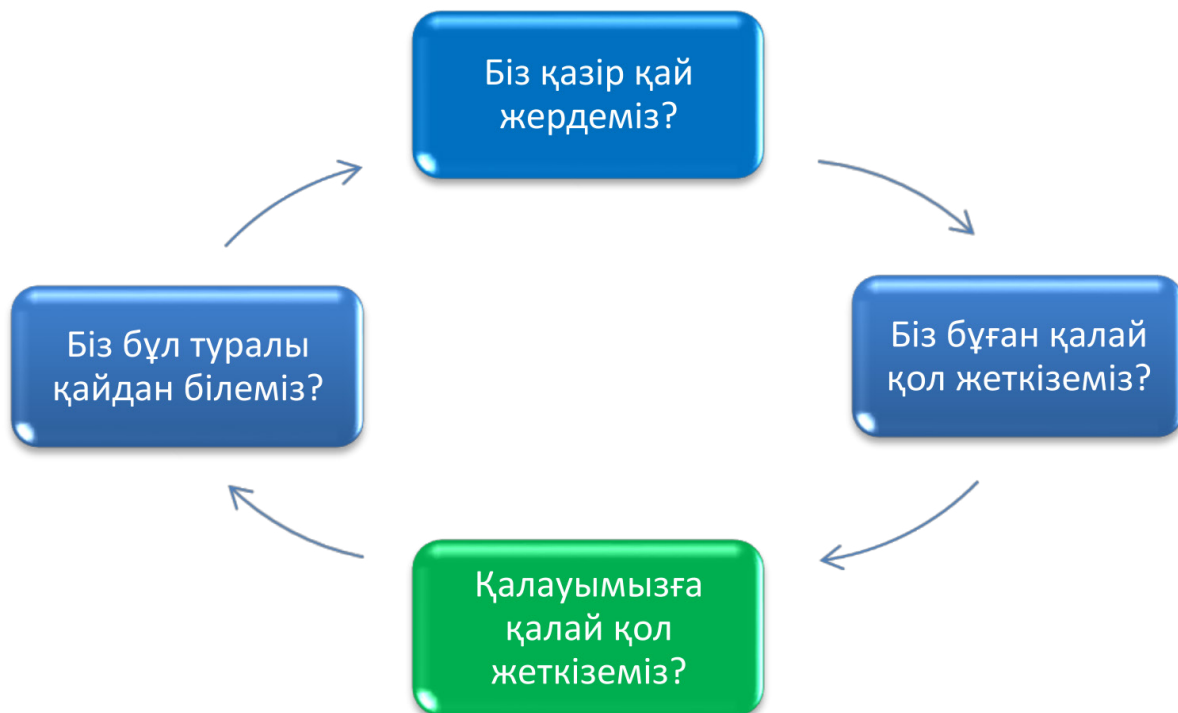 Біз қазір қай
жердеміз?
Біз бұған қалай
қол жеткіземіз?
Қалауымызға
қалай қол
жеткіземіз?
Біз бұл туралы
қайдан білеміз?